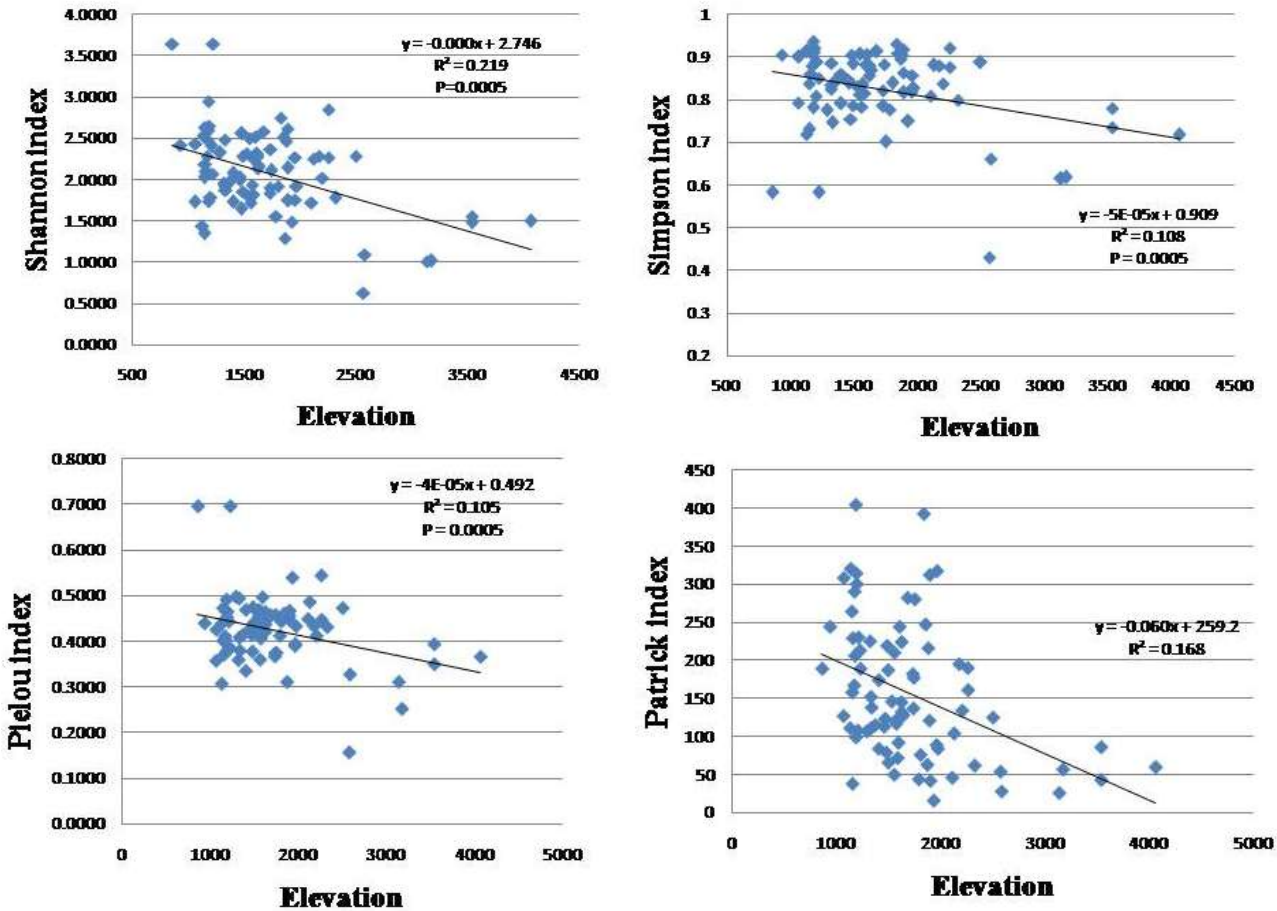 4.0000
3.5000
3.0000
2.5000
2.0000
1.5000
1.0000
0.5000
0.0000
Shannon index
y = -0.000x + 2.746
R² = 0.219
P=0.0005
500 1500 2500 3500 4500
Elevation
1
0.9
0.8
0.7
0.6
0.5
0.4
0.3
0.2
Simpson index
y = -5E-05x + 0.909
R² = 0.108
P = 0.0005
500 1000 1500 2000 2500 3000 3500 4000 4500
Elevation
0.8000
0.7000
0.6000
0.5000
0.4000
0.3000
0.2000
0.1000
0.0000
Pielou index
y = -4E-05x + 0.492
R² = 0.105
P = 0.0005
0 1000 2000 3000 4000 5000
Elevation
450
400
350
300
250
200
150
100
50
0
Patrick index
y = -0.060x + 259.2
R² = 0.168
0 1000 2000 3000 4000 5000
Elevation